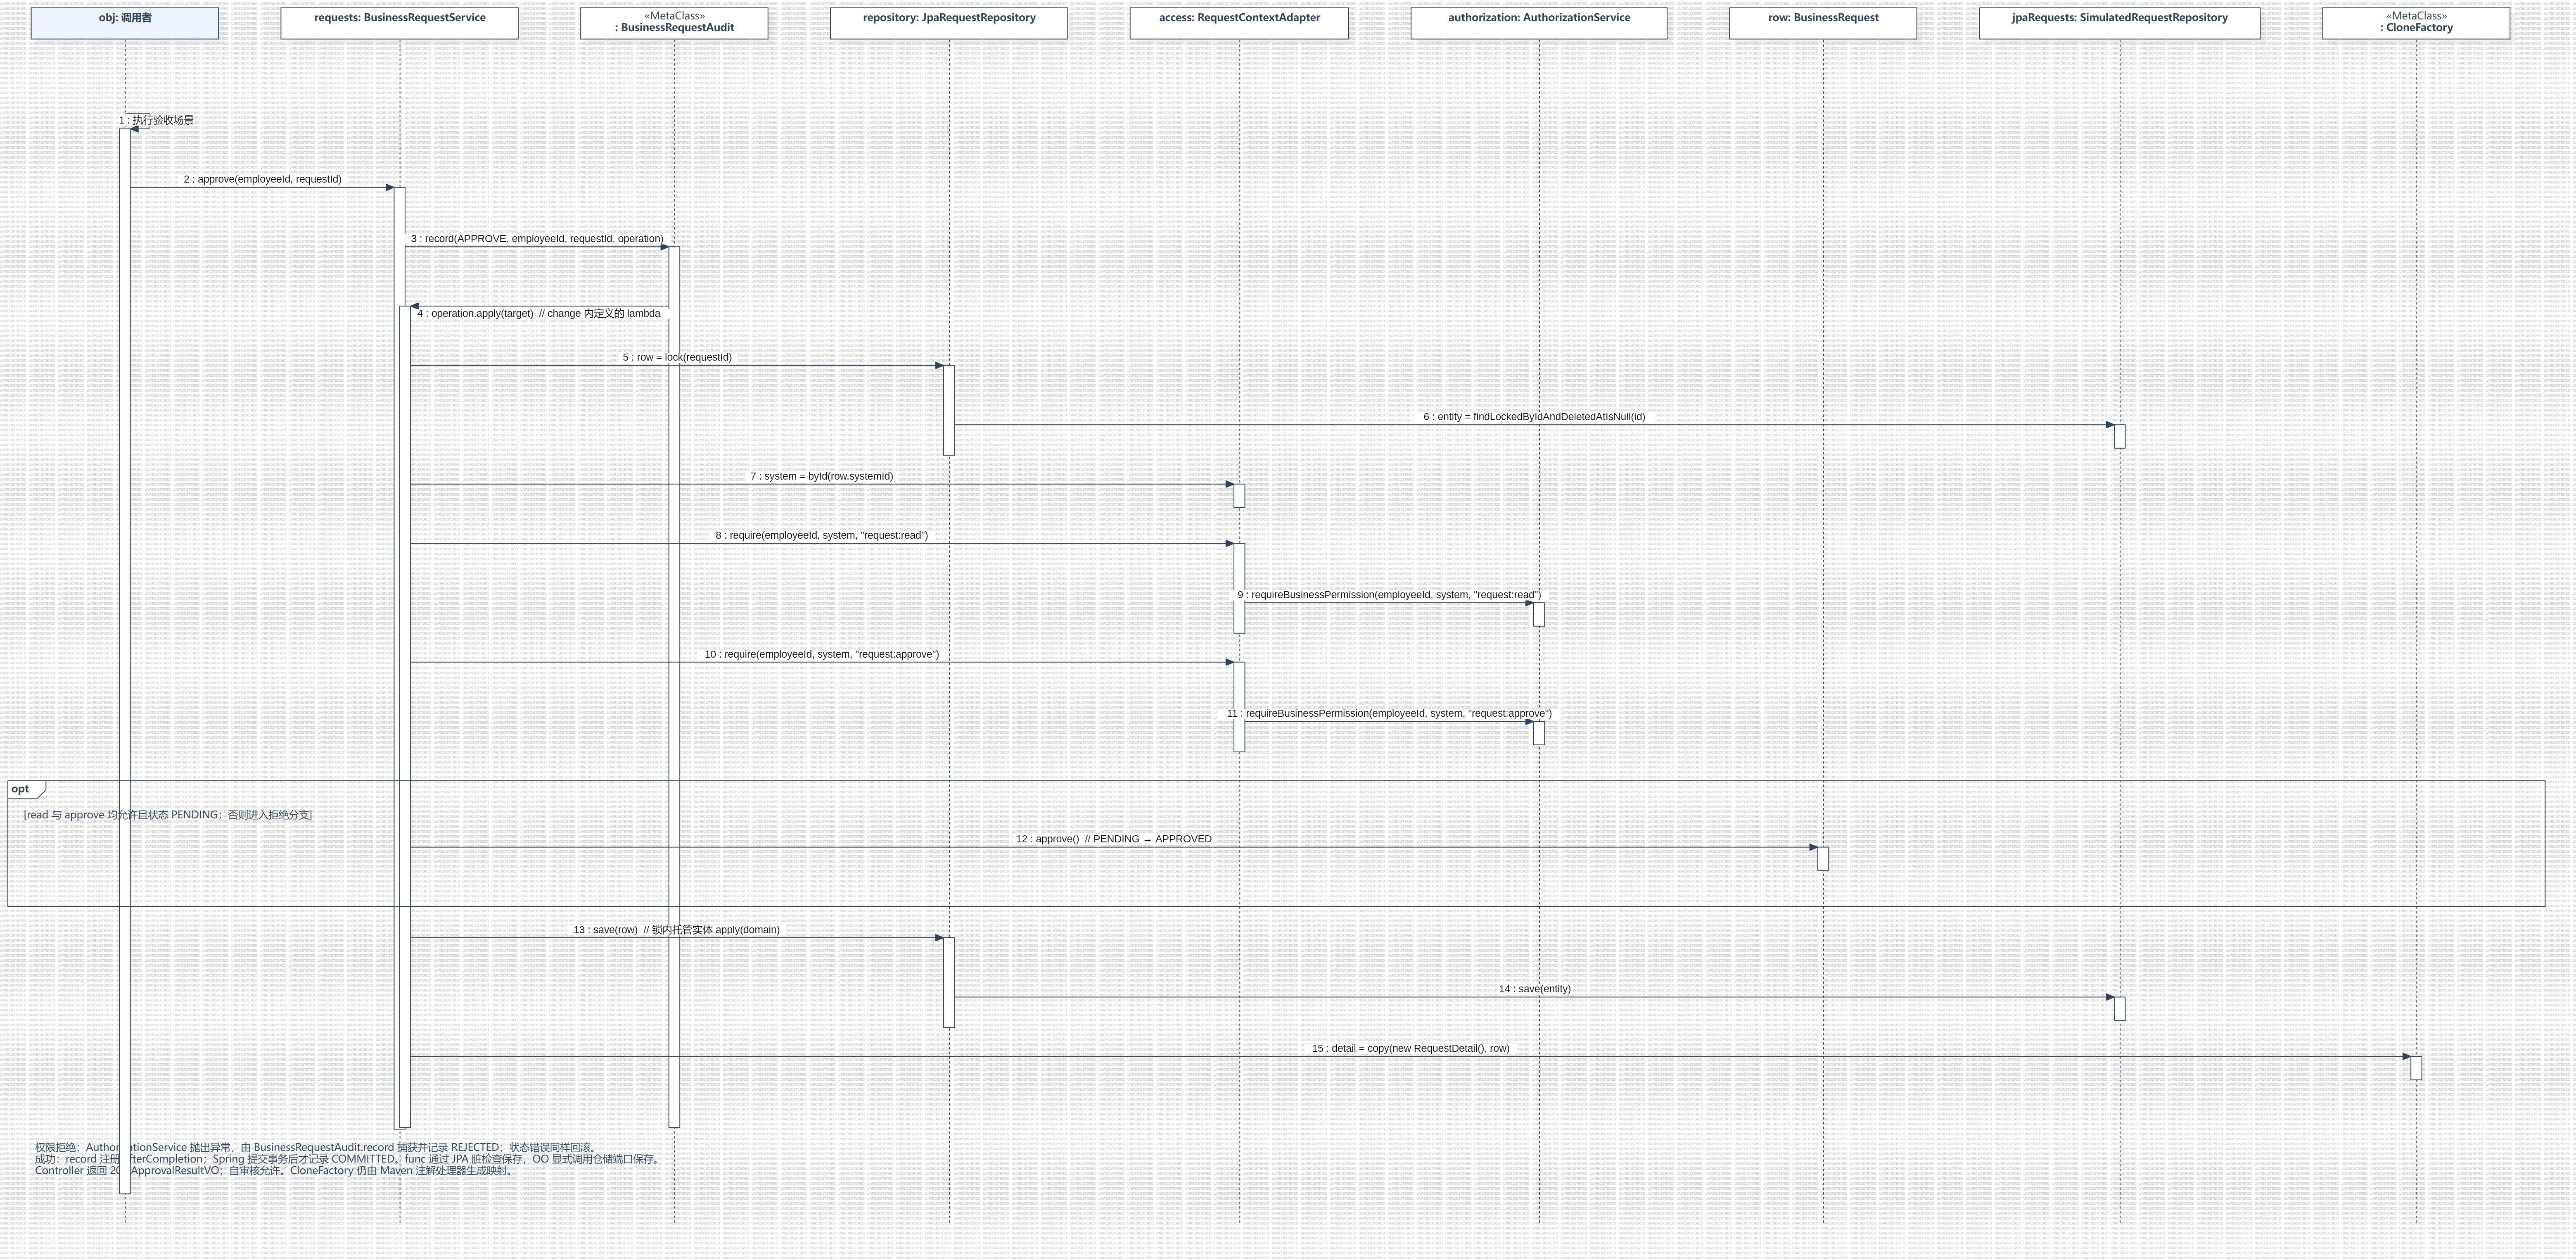 obj: 调用者
requests: BusinessRequestService
«MetaClass»
: BusinessRequestAudit
repository: JpaRequestRepository
access: RequestContextAdapter
authorization: AuthorizationService
row: BusinessRequest
jpaRequests: SimulatedRequestRepository
«MetaClass»
: CloneFactory
1 : 执行验收场景
2 : approve(employeeId, requestId)
3 : record(APPROVE, employeeId, requestId, operation)
4 : operation.apply(target)  // change 内定义的 lambda
5 : row = lock(requestId)
6 : entity = findLockedByIdAndDeletedAtIsNull(id)
7 : system = byId(row.systemId)
8 : require(employeeId, system, "request:read")
9 : requireBusinessPermission(employeeId, system, "request:read")
10 : require(employeeId, system, "request:approve")
11 : requireBusinessPermission(employeeId, system, "request:approve")
opt
[read 与 approve 均允许且状态 PENDING；否则进入拒绝分支]
12 : approve()  // PENDING → APPROVED
13 : save(row)  // 锁内托管实体 apply(domain)
14 : save(entity)
15 : detail = copy(new RequestDetail(), row)
权限拒绝：AuthorizationService 抛出异常，由 BusinessRequestAudit.record 捕获并记录 REJECTED；状态错误同样回滚。
成功：record 注册 afterCompletion；Spring 提交事务后才记录 COMMITTED。func 通过 JPA 脏检查保存，OO 显式调用仓储端口保存。
Controller 返回 20 ApprovalResultVO；自审核允许。CloneFactory 仍由 Maven 注解处理器生成映射。